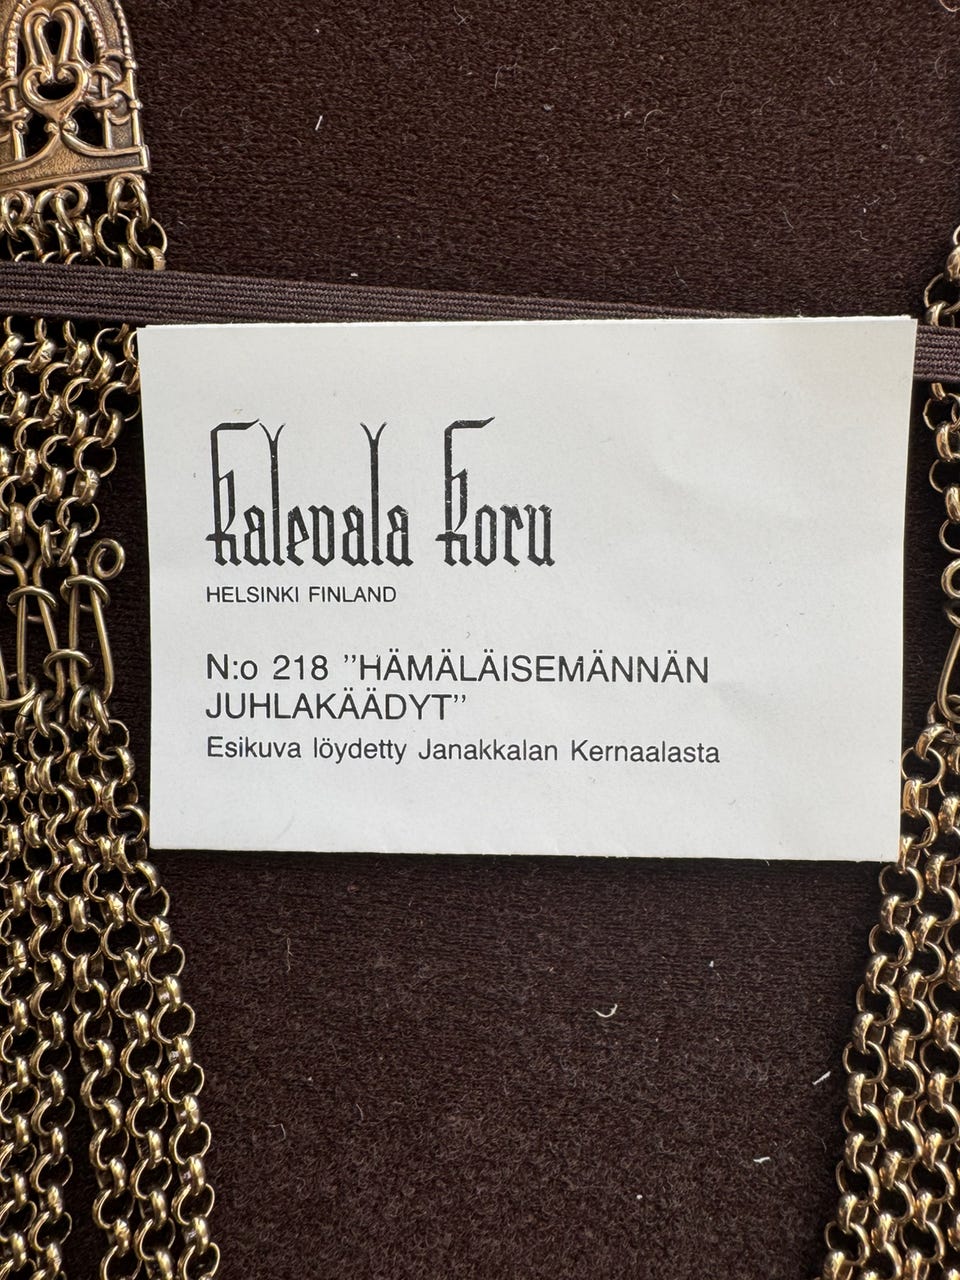 Kalevala Koru
HELSINKI FINLAND
N:o 218 ”HÄMÄLÄISEMÄNNÄN
JUHLAKÄÄDYT”
Esikuva löydetty Janakkalan Kernaalasta